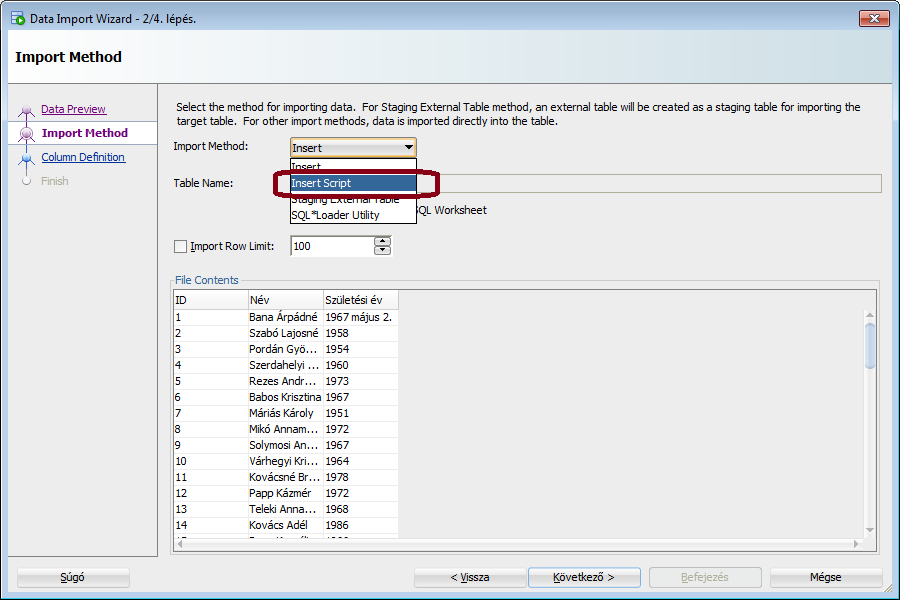 Data Import Wizard - 2/4. lépés.
Import Method
Data Preview
Import Method
Column Definition
Finish
Select the method for importing data. For Staging External Table method, an external table will be created as a staging table for importing the
target table. For other import methods, data is imported directly into the table.
Import Method:
Insert
Insert
Insert Script
Staging External Table
SQL*Loader Utility
Table Name:
SQL Worksheet
Import Row Limit:
100
File Contents
ID Név Születési év
1 Bana Árpádné 1967 május 2.
2 Szabó Lajosné 1958
3 Pordán Gyö... 1954
4 Szerdahelyi ... 1960
5 Rezes Andr... 1973
6 Babos Krisztina 1967
7 Máriás Károly 1951
8 Mikó Annam... 1972
9 Solymosi An... 1967
10 Várhegyi Kri... 1964
11 Kovácsné Br... 1978
12 Papp Kázmér 1972
13 Teleki Anna... 1968
14 Kovács Adél 1986
Súgó
< Vissza
Következő >
Befejezés
Mégse